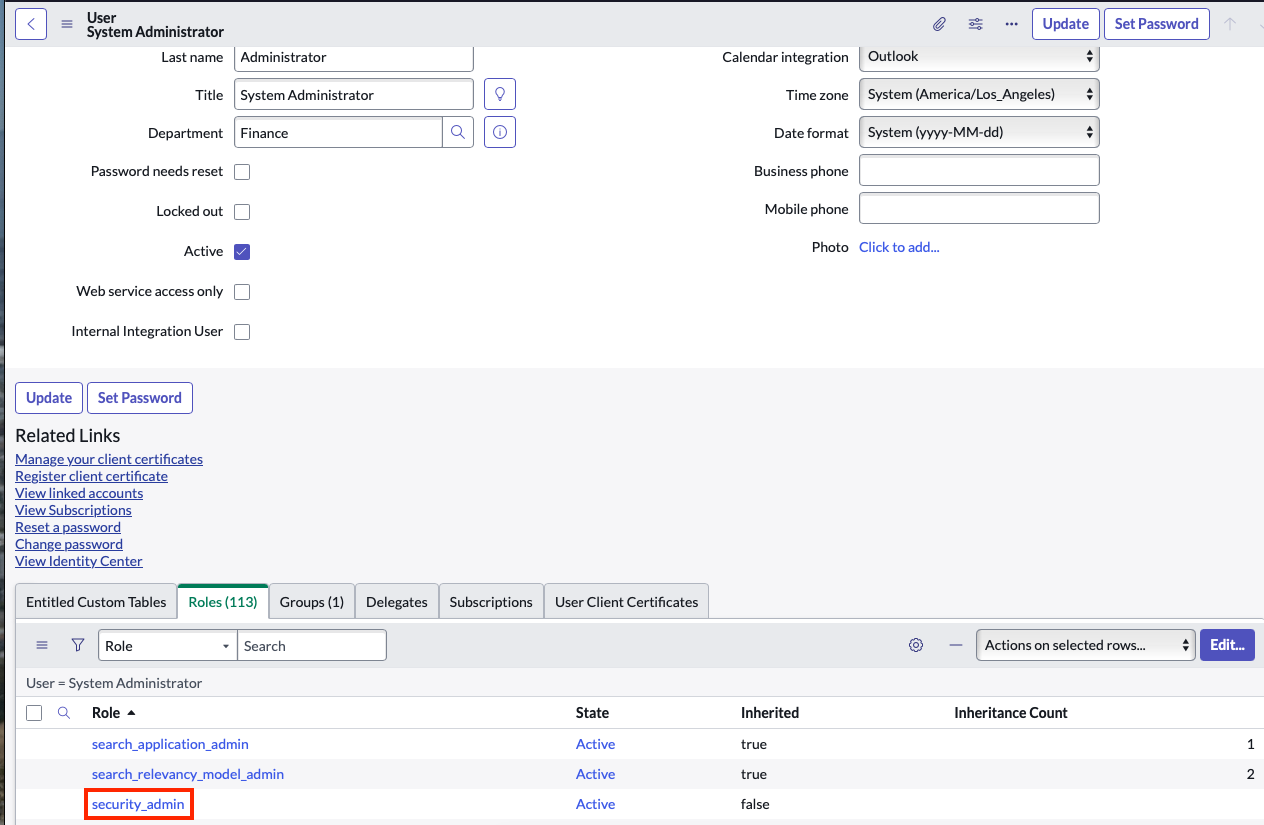 User
System Administrator
Update
Set Password
Last name
Administrator
Calendar integration
Outlook
Title
System Administrator
Time zone
System (America/Los_Angeles)
Department
Finance
Date format
System (yyyy-MM-dd)
Password needs reset
Business phone
Locked out
Mobile phone
Active
Photo
Click to add...
Web service access only
Internal Integration User
Update
Set Password
Related Links
Manage your client certificates
Register client certificate
View linked accounts
View Subscriptions
Reset a password
Change password
View Identity Center
Entitled Custom Tables
Roles (113)
Groups (1)
Delegates
Subscriptions
User Client Certificates
Role
Search
Actions on selected rows...
Edit...
User = System Administrator
Role
State
Inherited
Inheritance Count
search_application_admin
Active
true
1
search_relevancy_model_admin
Active
true
2
security_admin
Active
false